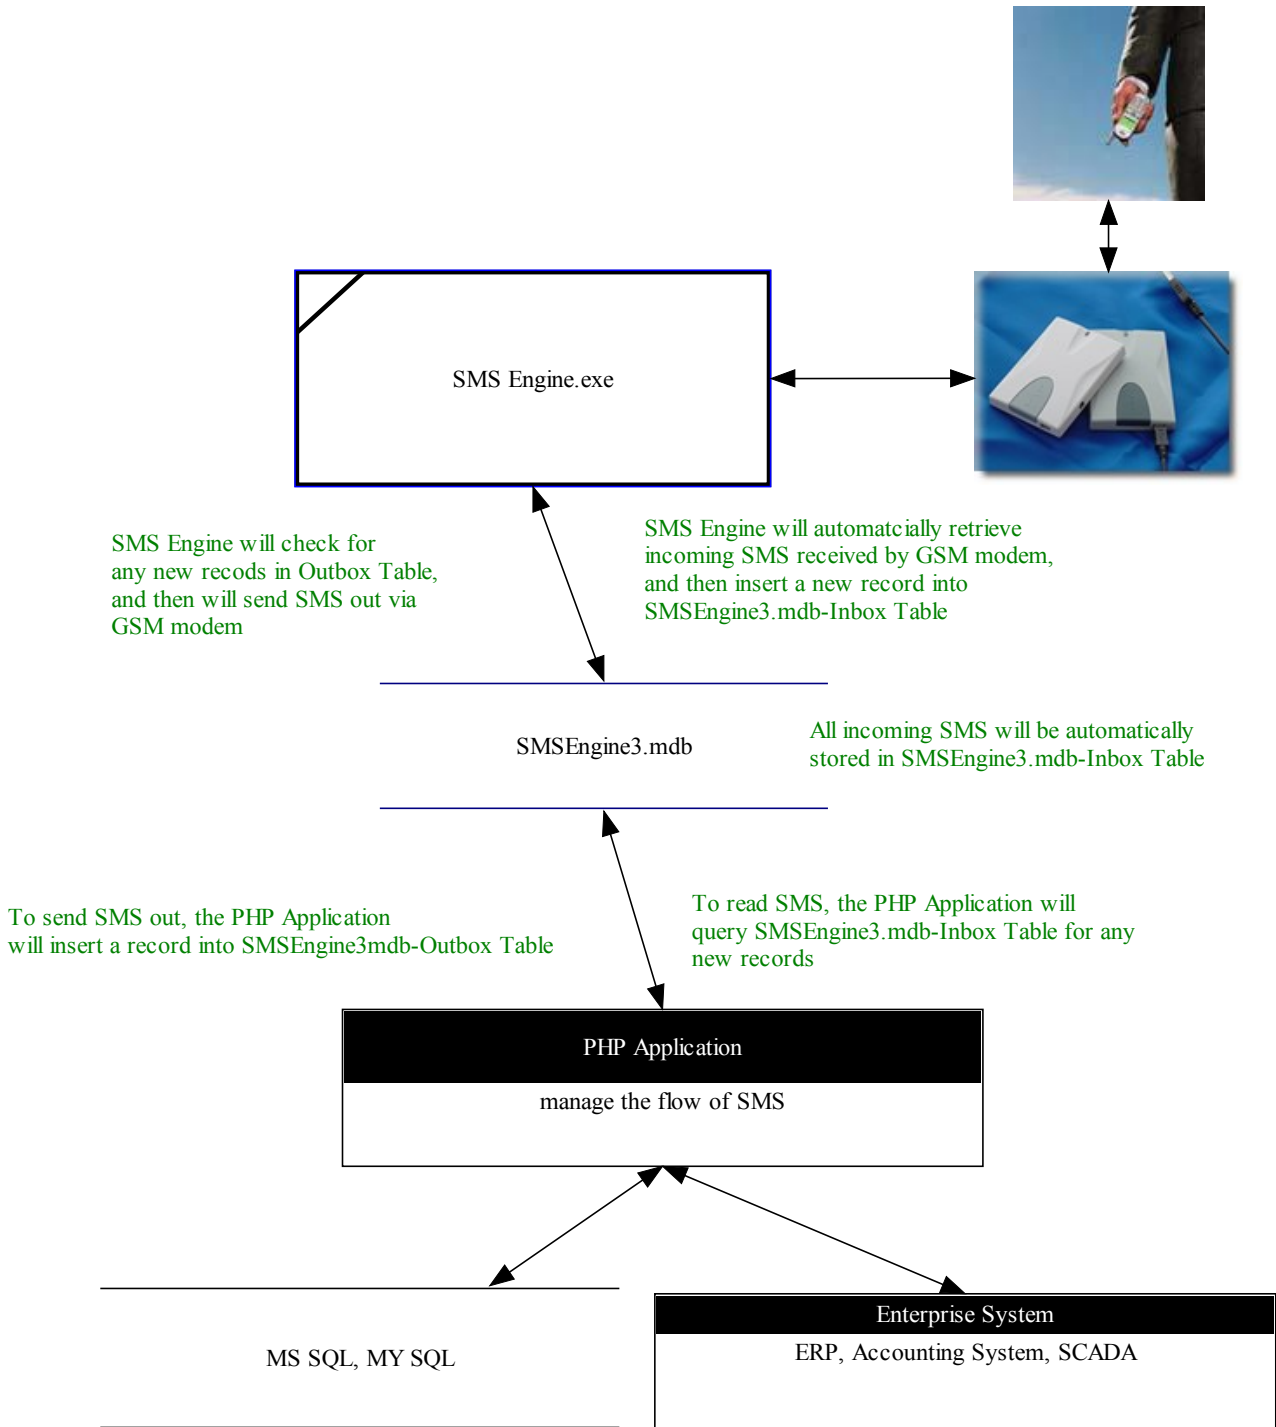 SMS Engine.exe
SMS Engine will check for
any new recods in Outbox Table,
and then will send SMS out via
GSM modem
SMS Engine will automatcially retrieve
incoming SMS received by GSM modem,
and then insert a new record into
SMSEngine3.mdb-Inbox Table
SMSEngine3.mdb
All incoming SMS will be automatically
stored in SMSEngine3.mdb-Inbox Table
To send SMS out, the PHP Application
will insert a record into SMSEngine3mdb-Outbox Table
To read SMS, the PHP Application will
query SMSEngine3.mdb-Inbox Table for any
new records
PHP Application
manage the flow of SMS
MS SQL, MY SQL
Enterprise System
ERP, Accounting System, SCADA